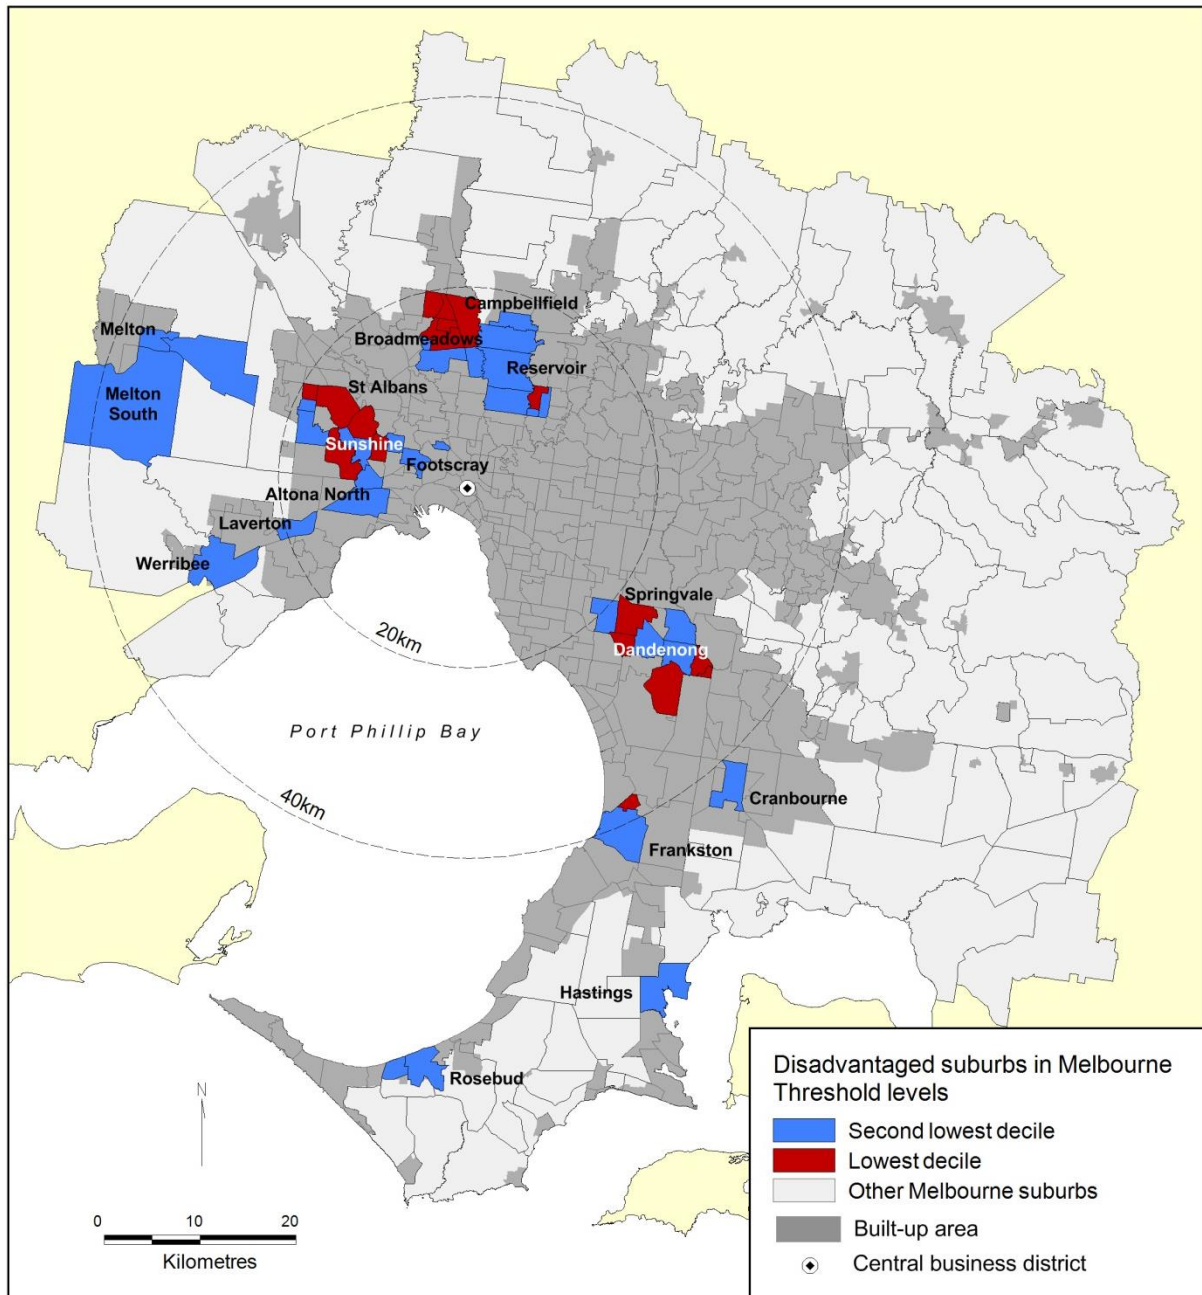 Campbellfield
Melton
Broadmeadows
Reservoir
St Albans
Melton
South
Sunshine
Footscray
Altona North
Laverton
Werribee
Springvale
20km
Dandenong
Port Phillip Bay
40km
Cranbourne
Frankston
Hastings
Rosebud
N
0 10 20
Kilometres
Disadvantaged suburbs in Melbourne
Threshold levels
Second lowest decile
Lowest decile
Other Melbourne suburbs
Built-up area
Central business district